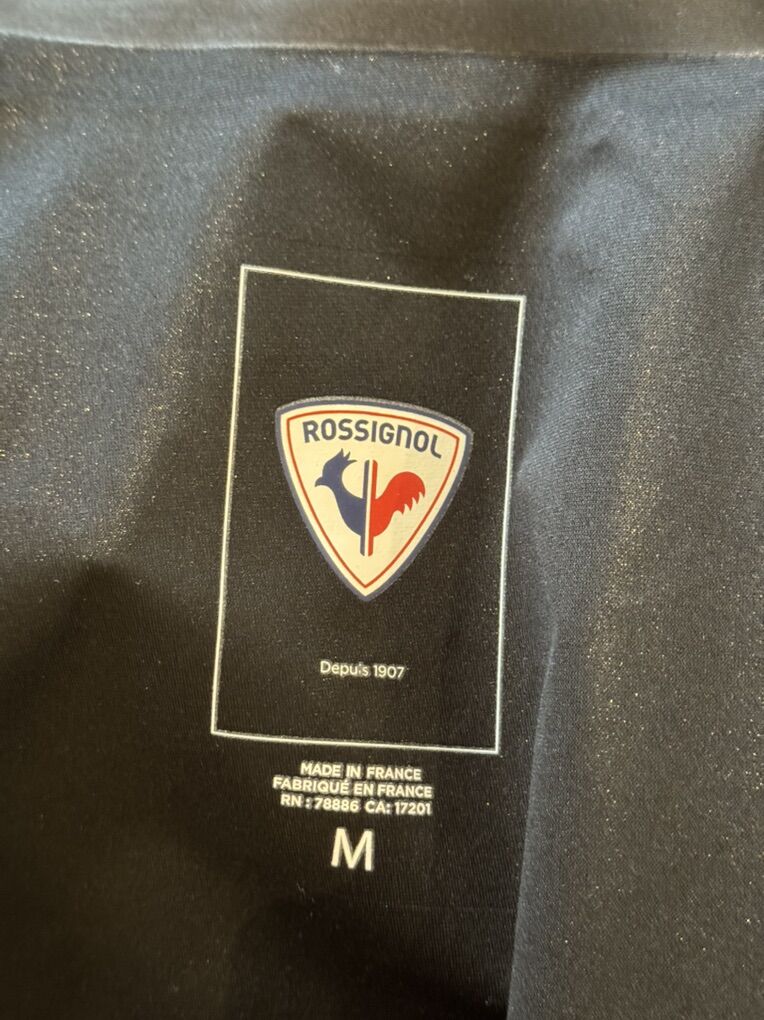 ROSSIGNOL
Depuis 1907
MADE IN FRANCE
FABRIQUÉ EN FRANCE
RN : 78886 CA: 17201
M